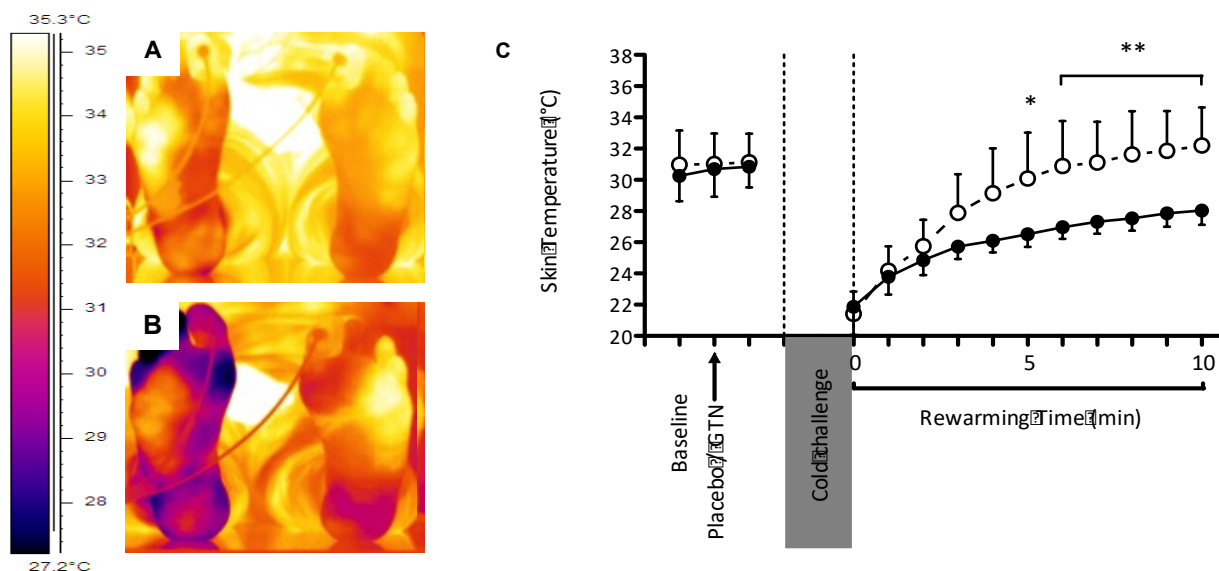 35.3°C
35
34
33
32
31
30
29
28
27.2°C
A
B
C
38
36
34
32
30
28
26
24
22
20
Skin Temperature (°C)
*
**
0
5
10
Rewarming Time (min)
Baseline
Placebo / GTN
Cold challenge